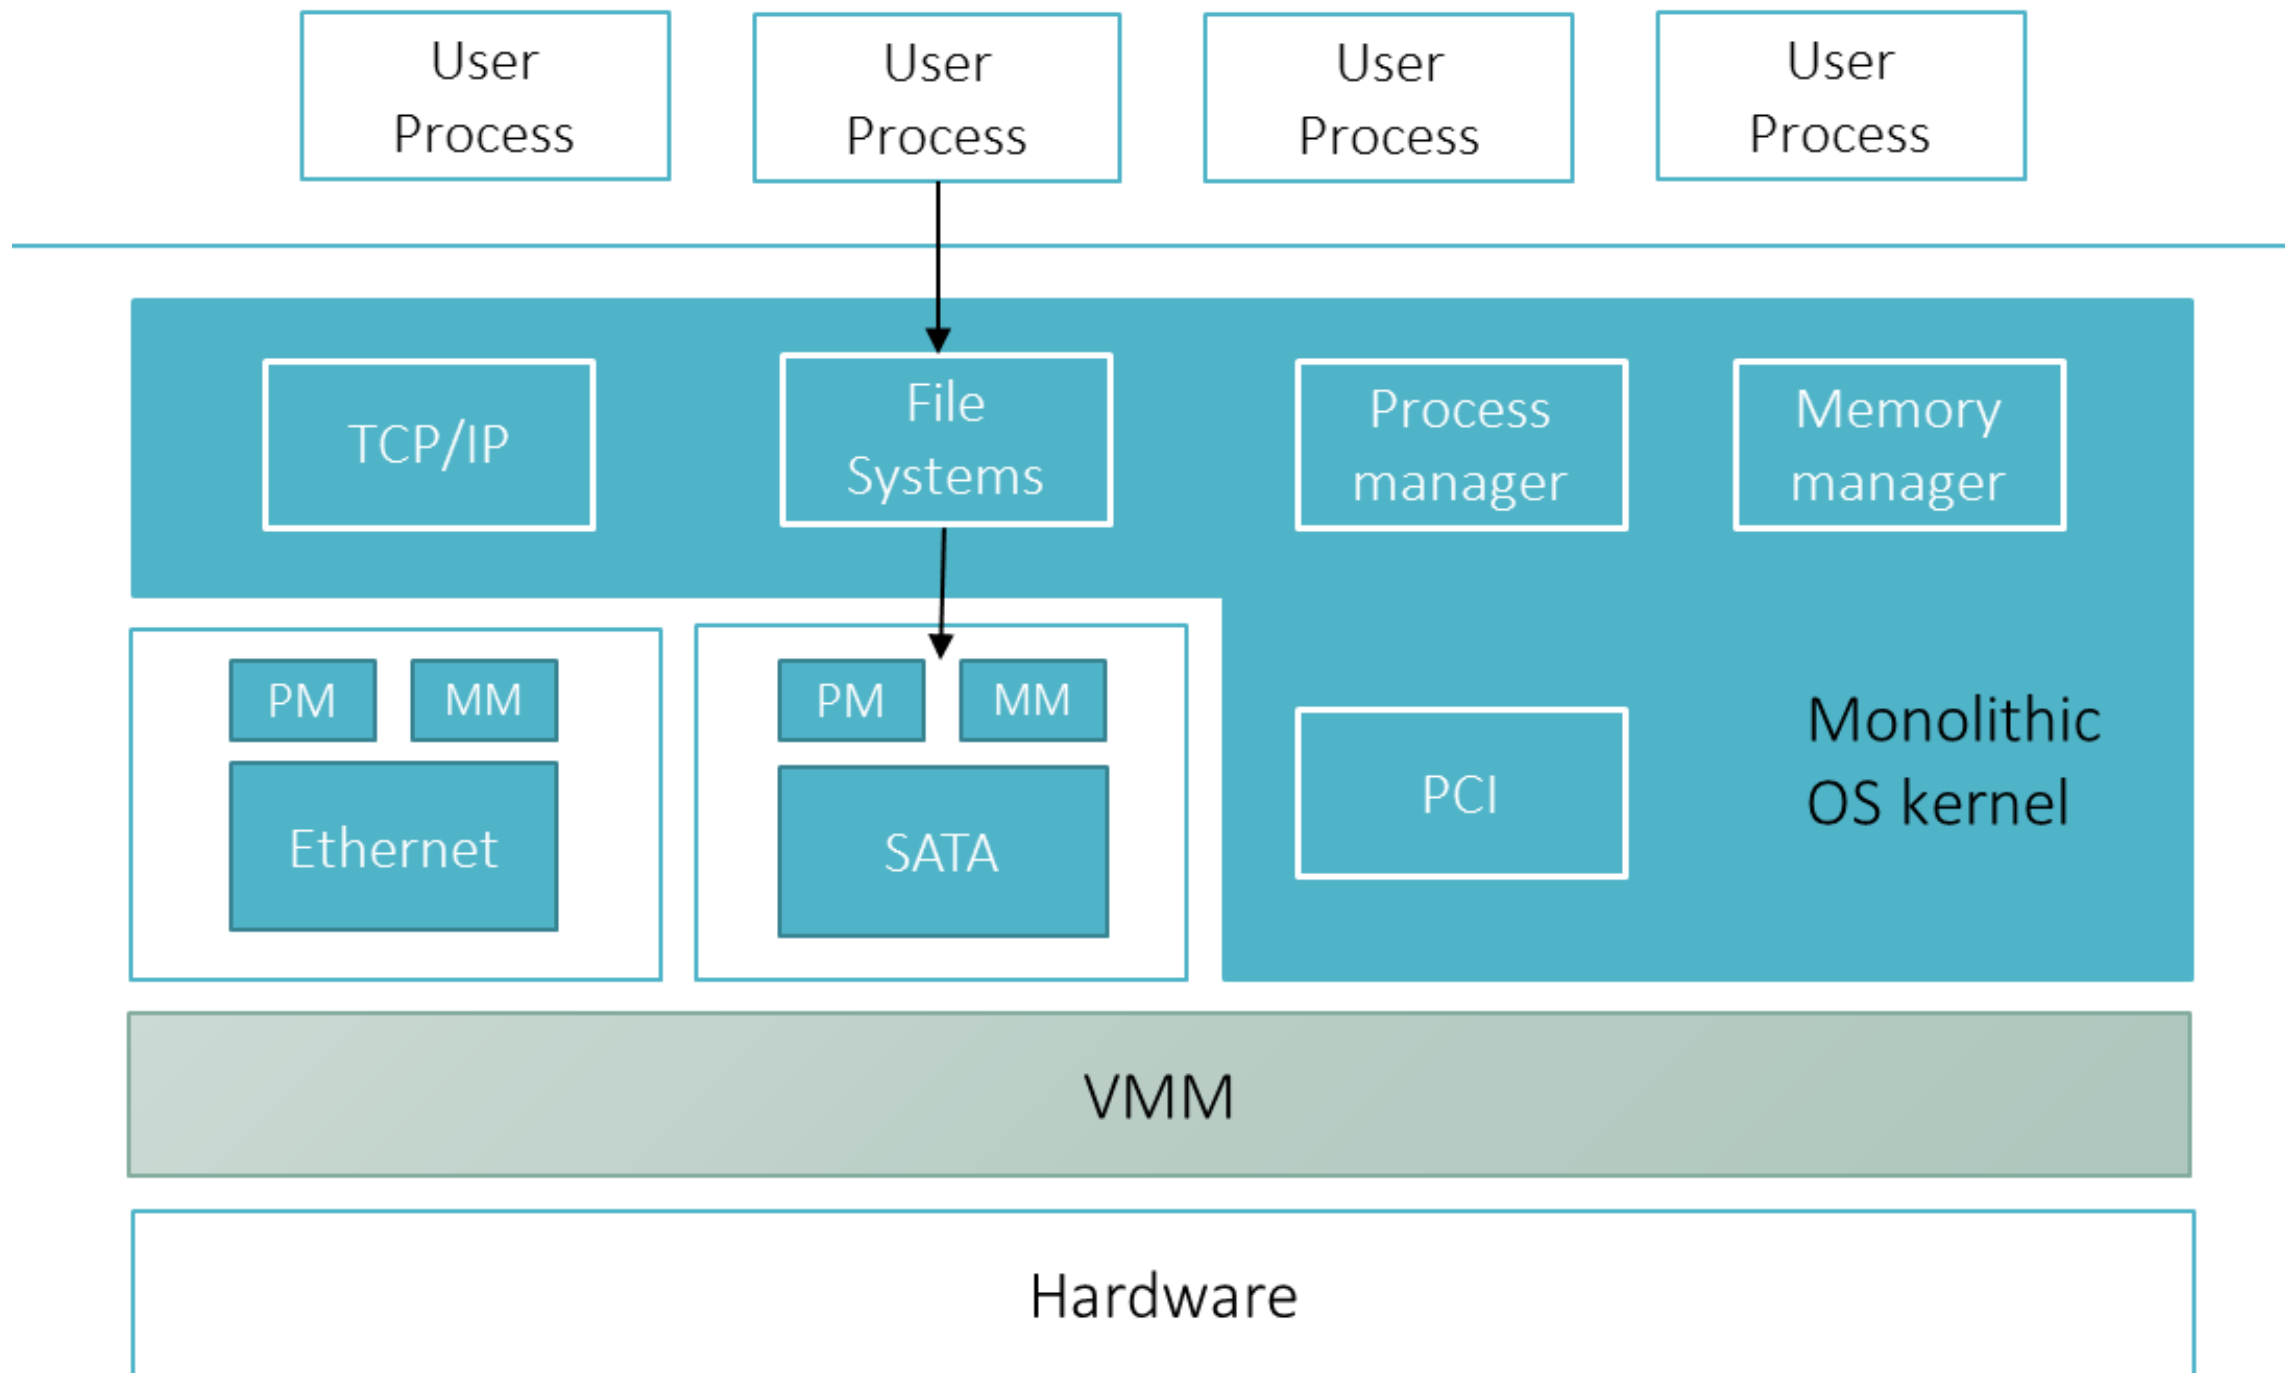 User
Process
User
Process
User
Process
User
Process
TCP/IP
File
Systems
Process
manager
Memory
manager
PM
MM
Ethernet
PM
MM
SATA
PCI
Monolithic
OS kernel
VMM
Hardware